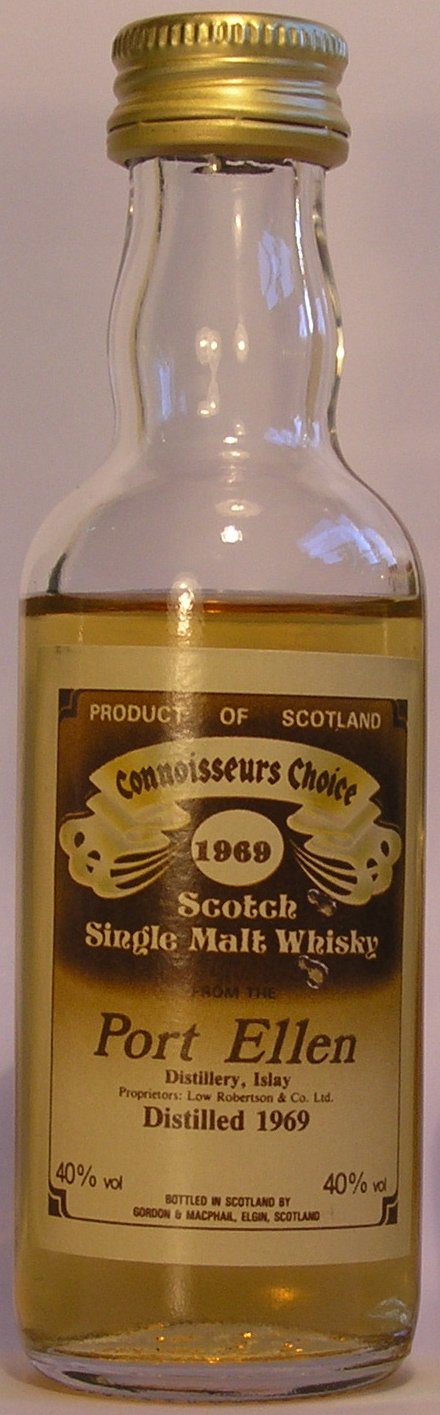 PRODUCT OF SCOTLAND
Connoisseurs Choice
1969
Scotch
Single Malt Whisky
FROM THE
Port Ellen
Distillery, Islay
Proprietors: Low Robertson & Co. Ltd.
Distilled 1969
40% vol 40% vol
BOTTLED IN SCOTLAND BY
GORDON & MACPHAIL, ELGIN, SCOTLAND